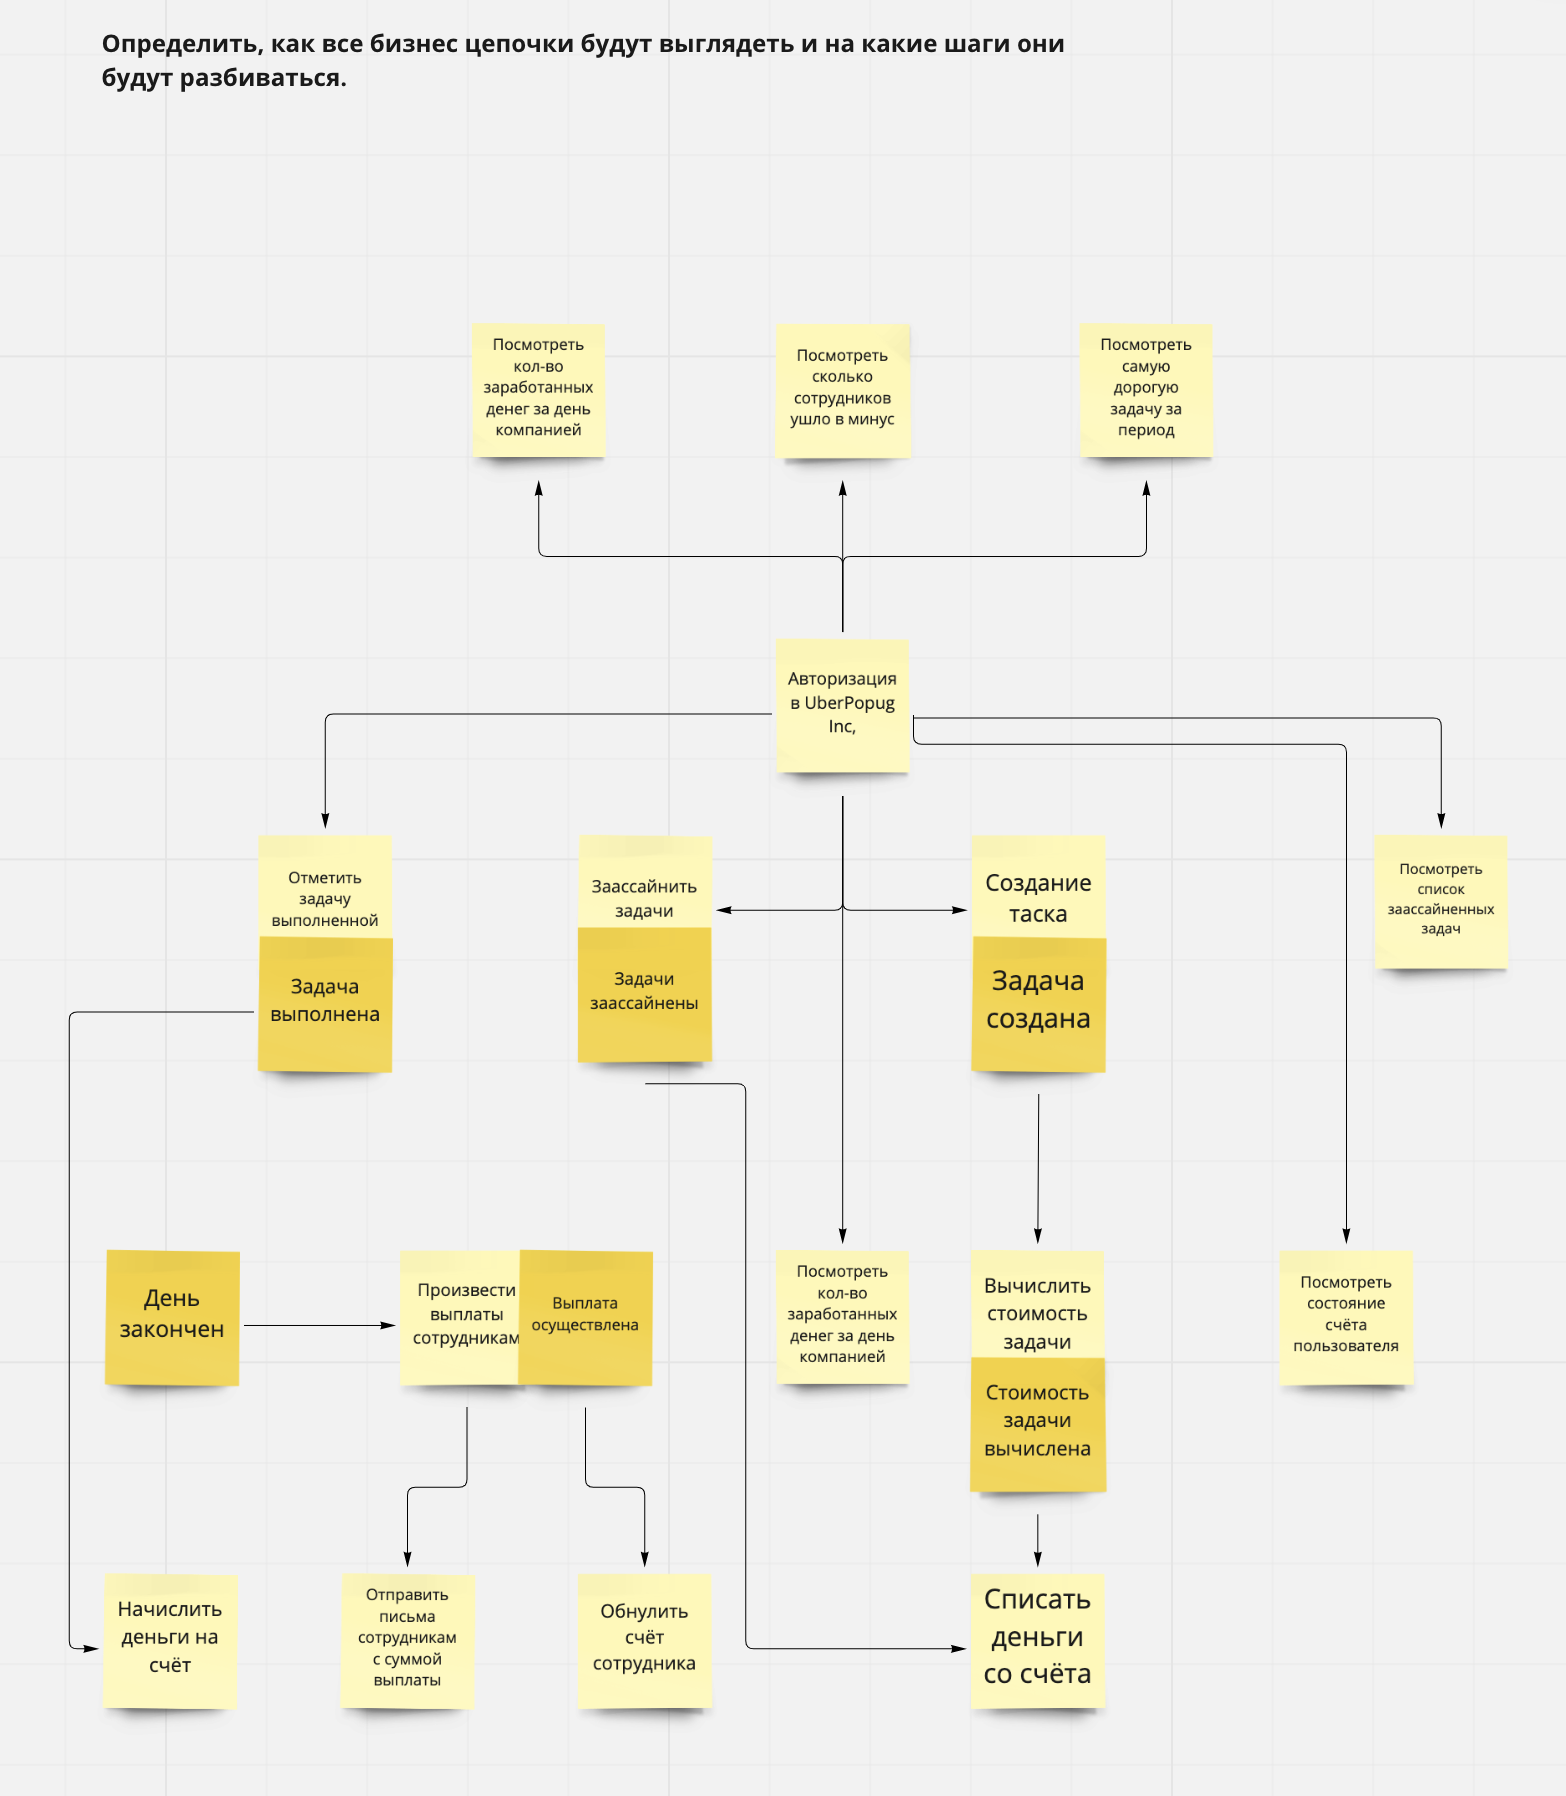 Определить, как все бизнес цепочки будут выглядеть и на какие шаги они
будут разбиваться.
Посмотреть
кол-во
заработанных
денег за день
компанией
Посмотреть
сколько
сотрудников
ушло в минус
Посмотреть
самую
дорогую
задачу за
период
Авторизация
в UberPopug
Inc,
Отметить
задачу
выполненной
Задача
выполнена
Заассайнить
задачи
Задачи
заассайнены
Создание
таска
Задача
создана
Посмотреть
список
заассайненных
задач
День
закончен
Произвести
выплаты
сотрудникам
Выплата
осуществлена
Посмотреть
кол-во
заработанных
денег за день
компанией
Вычислить
стоимость
задачи
Стоимость
задачи
вычислена
Посмотреть
состояние
счёта
пользователя
Начислить
деньги на
счёт
Отправить
письма
сотрудникам
с суммой
выплаты
Обнулить
счёт
сотрудника
Списать
деньги
со счёта